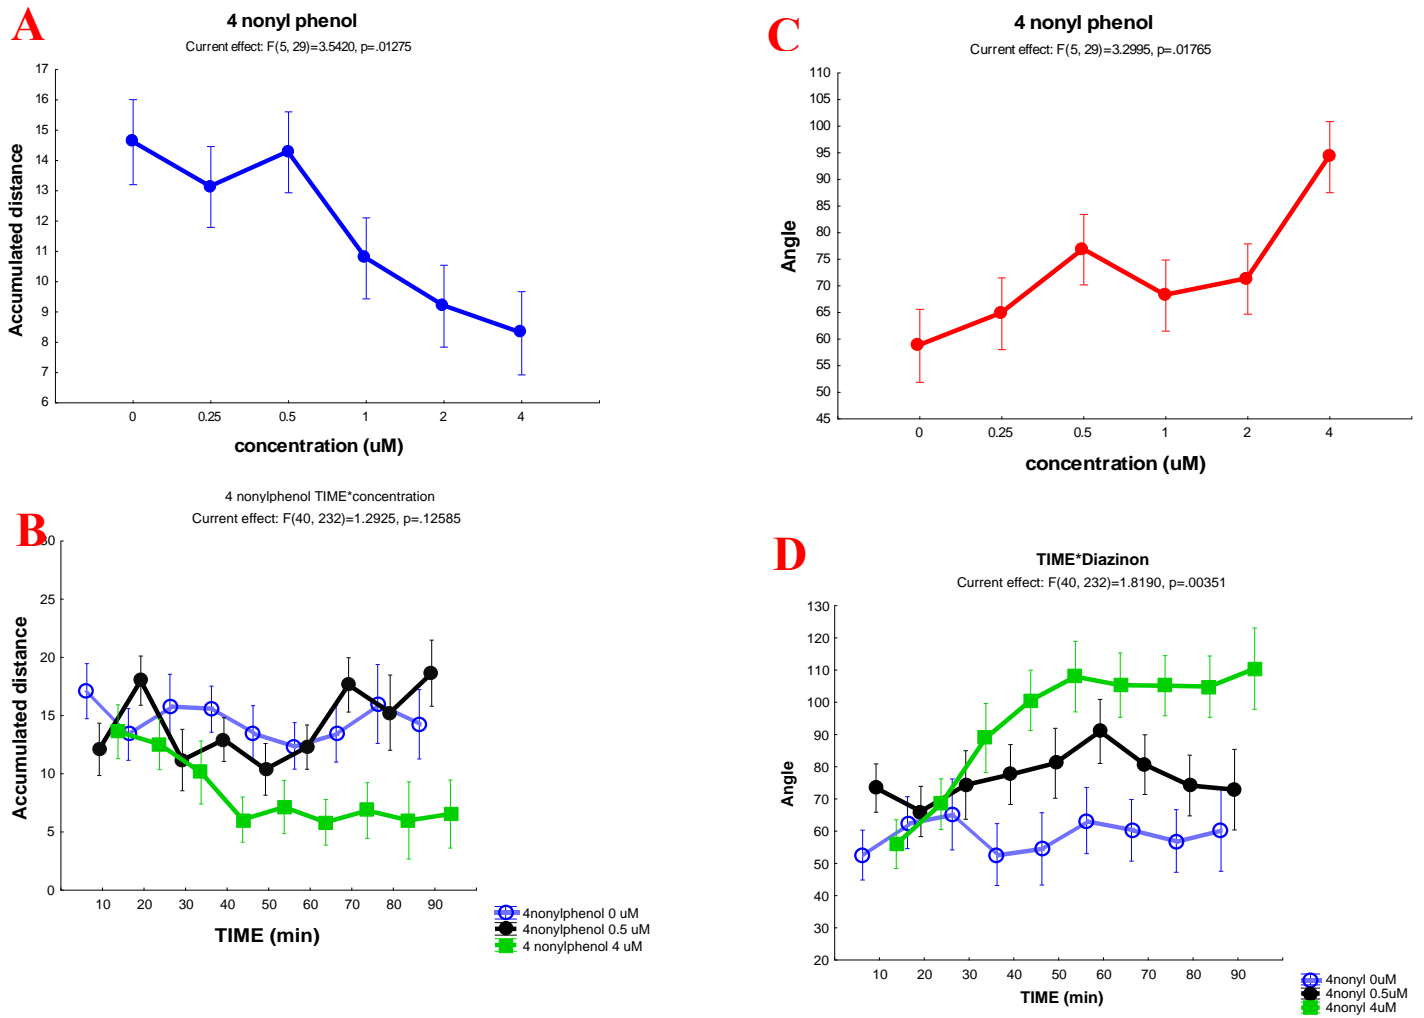 A
4 nonyl phenol
Current effect: F(5, 29)=3.5420, p=.01275
17
16
15
14
13
12
11
10
9
8
7
6
Accumulated distance
0 0.25 0.5 1 2 4
concentration (uM)
C
4 nonyl phenol
Current effect: F(5, 29)=3.2995, p=.01765
110
105
100
95
90
85
80
75
70
65
60
55
50
45
Angle
0 0.25 0.5 1 2 4
concentration (uM)
B
4 nonylphenol TIME*concentration
Current effect: F(40, 232)=1.2925, p=.12585
30
25
20
15
10
5
0
Accumulated distance
10 20 30 40 50 60 70 80 90
TIME (min)
4nonylphenol 0 uM
4nonylphenol 0.5 uM
4 nonylphenol 4 uM
D
TIME*Diazinon
Current effect: F(40, 232)=1.8190, p=.00351
130
120
110
100
90
80
70
60
50
40
30
20
Angle
10 20 30 40 50 60 70 80 90
TIME (min)
4nonyl 0uM
4nonyl 0.5uM
4nonyl 4uM